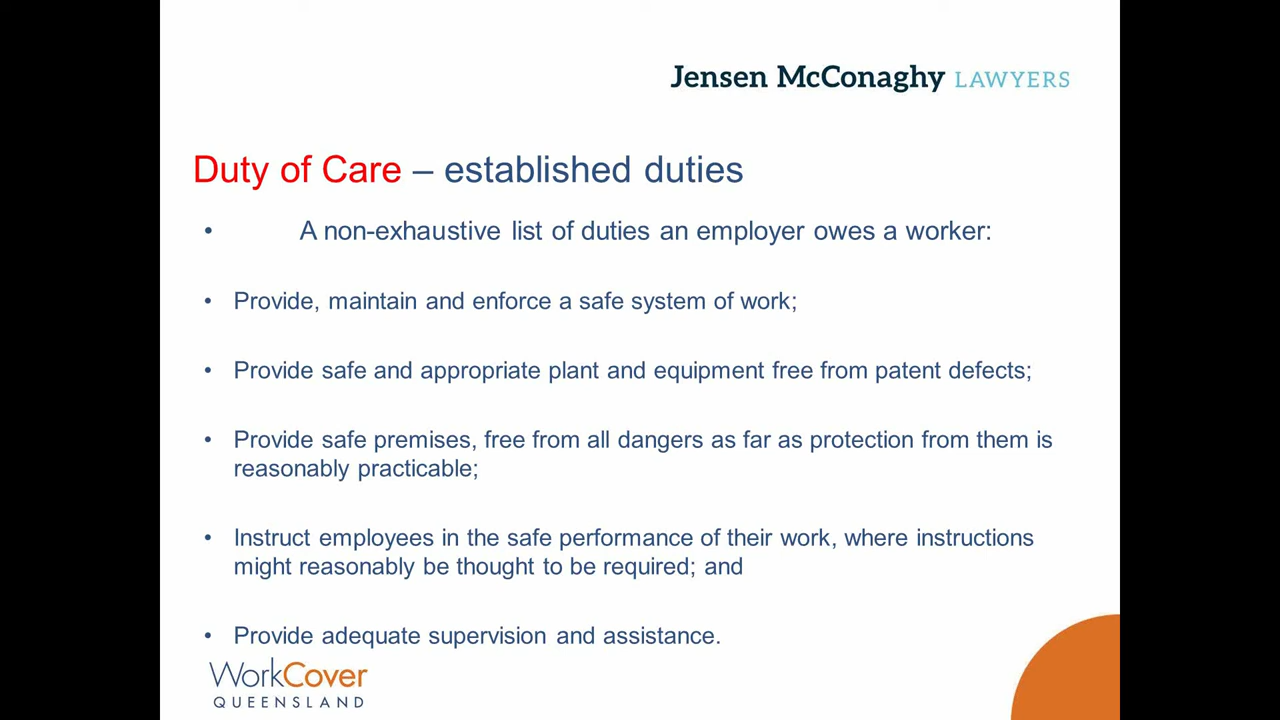 Jensen McConaghy LAWYERS
Duty of Care – established duties
• A non-exhaustive list of duties an employer owes a worker:
• Provide, maintain and enforce a safe system of work;
• Provide safe and appropriate plant and equipment free from patent defects;
• Provide safe premises, free from all dangers as far as protection from them is
reasonably practicable;
• Instruct employees in the safe performance of their work, where instructions
might reasonably be thought to be required; and
• Provide adequate supervision and assistance.
WorkCover
QUEENSLAND